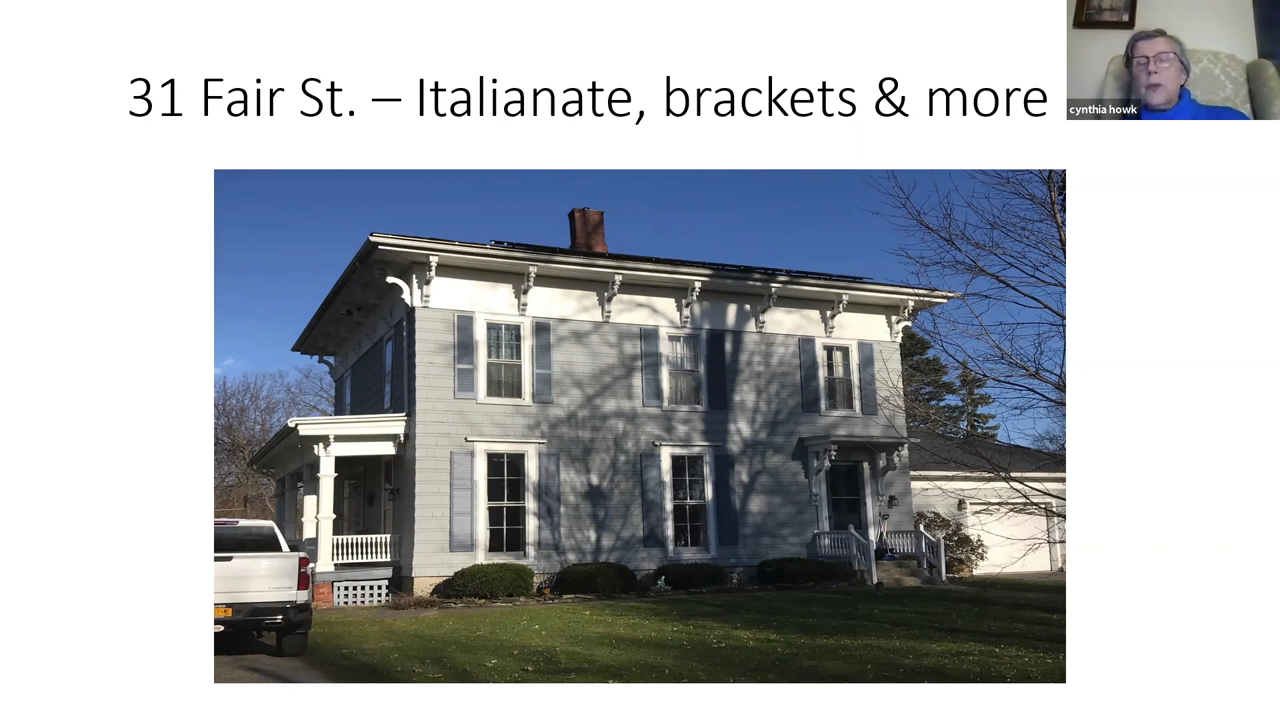 31 Fair St. – Italianate, brackets & more
cynthia howk